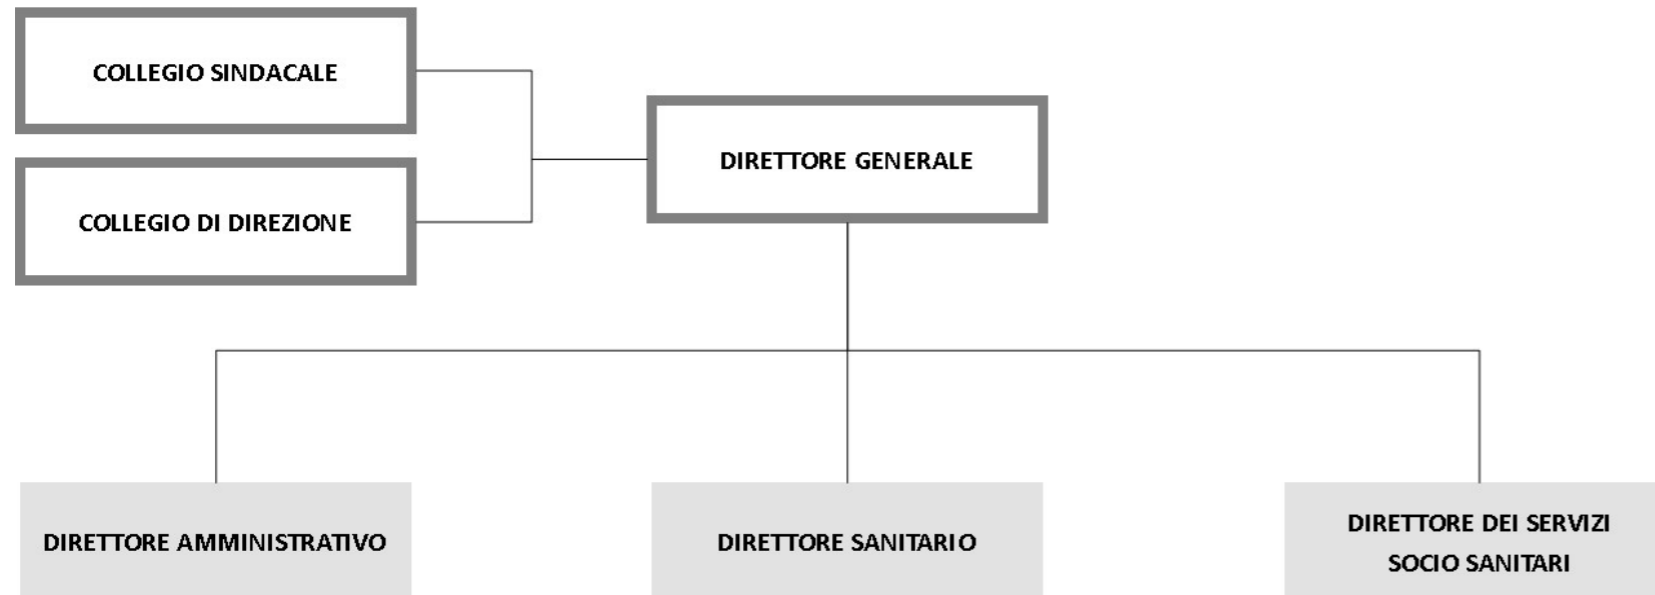 COLLEGIO SINDACALE
COLLEGIO DI DIREZIONE
DIRETTORE GENERALE
DIRETTORE AMMINISTRATIVO
DIRETTORE SANITARIO
DIRETTORE DEI SERVIZI
SOCIO SANITARI